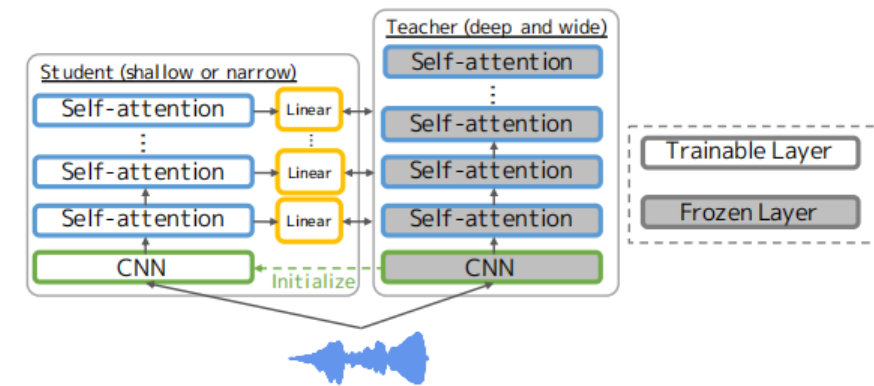 Teacher (deep and wide)
Self-attention
⋮
Self-attention
Self-attention
Self-attention
CNN
Student (shallow or narrow)
Self-attention
Linear
⋮
⋮
Self-attention
Linear
Self-attention
Linear
CNN
Initialize
Trainable Layer
Frozen Layer